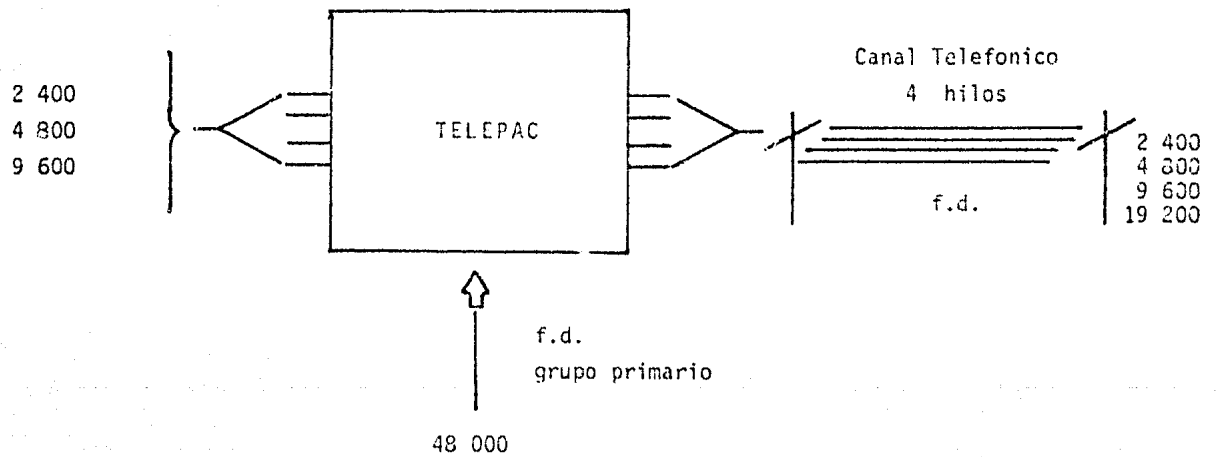 Canal Telefonico
4 hilos
2 400
4 800
9 600
TELEPAC
2 400
4 800
9 600
19 200
f.d.
f.d.
grupo primario
48 000